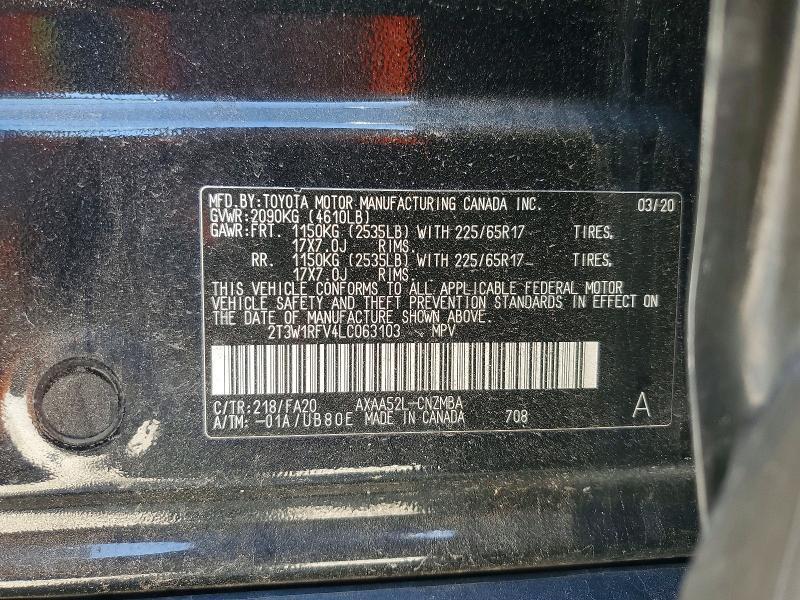 MFD.BY:TOYOTA MOTOR MANUFACTURING CANADA INC. 03/20
GVWR:2090KG (4610LB)
GAWR:FRT. 1150KG (2535LB) WITH 225/65R17 TIRES,
17X7.0J RIMS.
RR. 1150KG (2535LB) WITH 225/65R17 TIRES,
17X7.0J RIMS.
THIS VEHICLE CONFORMS TO ALL APPLICABLE FEDERAL MOTOR
VEHICLE SAFETY AND THEFT PREVENTION STANDARDS IN EFFECT ON
THE DATE OF MANUFACTURE SHOWN ABOVE.
2T3W1RFV4LC063103 MPV
C/TR:218/FA20 AXAA52L-CNZMBA
A/TM: -01A/UB80E MADE IN CANADA 708 A